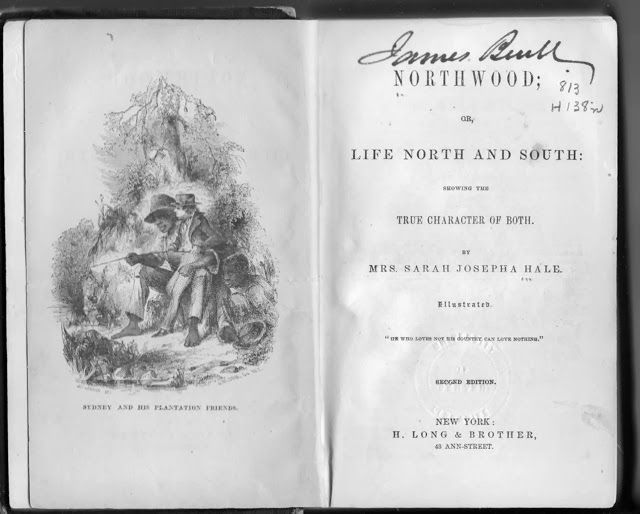 SYDNEY AND HIS PLANTATION FRIENDS.
James
NORTHWOOD;
813
H138n
OR,
LIFE NORTH AND SOUTH:
SHOWING THE
TRUE CHARACTER OF BOTH.
BY
MRS. SARAH JOSEPHA HALE.
Illustrated.
"HE WHO LOVES NOT HIS COUNTRY, CAN LOVE NOTHING."
SECOND EDITION.
NEW YORK:
H. LONG & BROTHER,
43 ANN-STREET.